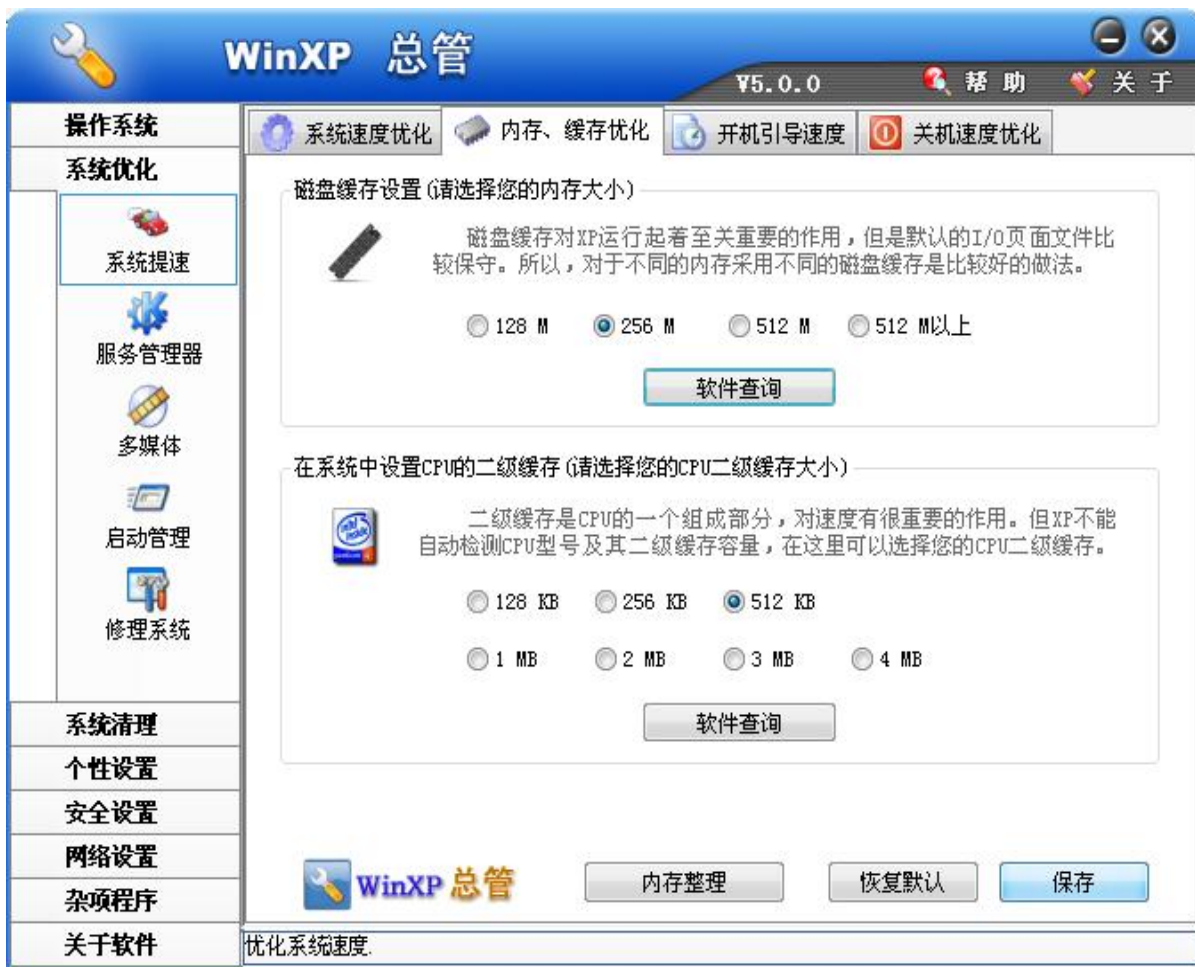 WinXP 总管
V5.0.0
帮助
关于
操作系统
系统优化
系统提速
服务管理器
多媒体
启动管理
修理系统
系统清理
个性设置
安全设置
网络设置
杂项程序
关于软件
系统速度优化
内存、缓存优化
开机引导速度
关机速度优化
磁盘缓存设置(请选择您的内存大小)
磁盘缓存对XP运行起着至关重要的作用，但是默认的I/O页面文件比
较保守。所以，对于不同的内存采用不同的磁盘缓存是比较好的做法。
128 M 256 M 512 M 512 M以上
软件查询
在系统中设置CPU的二级缓存(请选择您的CPU二级缓存大小)
二级缓存是CPU的一个组成部分，对速度有很重要的作用。但XP不能
自动检测CPU型号及其二级缓存容量，在这里可以选择您的CPU二级缓存。
128 KB 256 KB 512 KB
1 MB 2 MB 3 MB 4 MB
软件查询
WinXP 总管
内存整理
恢复默认
保存
优化系统速度.